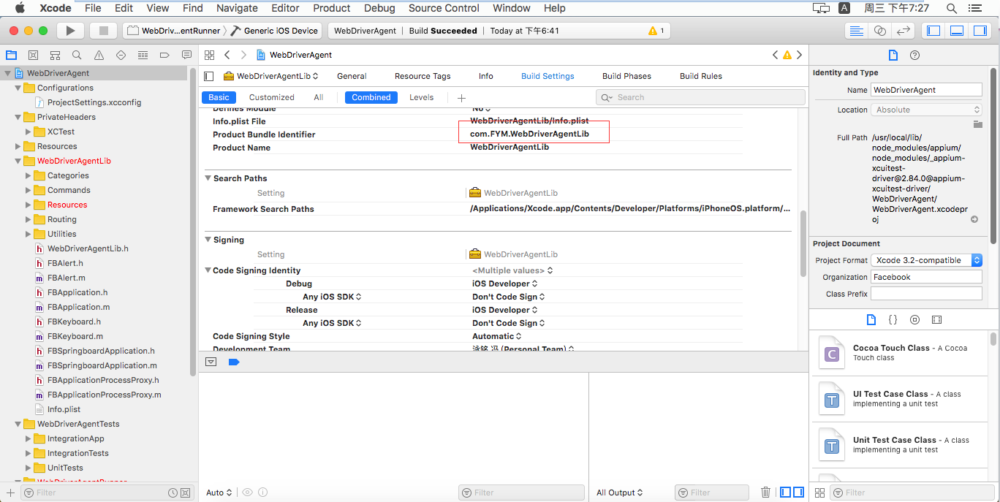 Xcode File Edit View Find Navigate Editor Product Debug Source Control Window Help A 周三 下午7:27
WebDriv...entRunner 〉 Generic iOS Device
WebDriverAgent | Build Succeeded | Today at 下午6:41
1
WebDriverAgent
Configurations
ProjectSettings.xcconfig
PrivateHeaders
XCTest
Resources
WebDriverAgentLib
Categories
Commands
Resources
Routing
Utilities
WebDriverAgentLib.h
FBAlert.h
FBAlert.m
FBApplication.h
FBApplication.m
FBKeyboard.h
FBKeyboard.m
FBSpringboardApplication.h
FBSpringboardApplication.m
FBApplicationProcessProxy.h
FBApplicationProcessProxy.m
Info.plist
WebDriverAgentTests
IntegrationApp
IntegrationTests
UnitTests
WebDriverAgentRunner
Filter
WebDriverAgent
WebDriverAgentLib General Resource Tags Info Build Settings Build Phases Build Rules
Basic Customized All Combined Levels + Search
Defines Module No
Info.plist File WebDriverAgentLib/Info.plist
Product Bundle Identifier com.FYM.WebDriverAgentLib
Product Name WebDriverAgentLib
Search Paths
Setting WebDriverAgentLib
Framework Search Paths /Applications/Xcode.app/Contents/Developer/Platforms/iPhoneOS.platform/...
Signing
Setting WebDriverAgentLib
Code Signing Identity <Multiple values>
Debug iOS Developer
Any iOS SDK Don't Code Sign
Release iOS Developer
Any iOS SDK Don't Code Sign
Code Signing Style Automatic
Development Team 泳铭 冯 (Personal Team)
Auto
Filter
All Output
Filter
Identity and Type
Name WebDriverAgent
Location Absolute
Full Path /usr/local/lib/
node_modules/appium/
node_modules/_appium-
xcuitest-
driver@2.84.0@appium-
xcuitest-driver/
WebDriverAgent/
WebDriverAgent.xcodepr
oj
Project Document
Project Format Xcode 3.2-compatible
Organization Facebook
Class Prefix
{ }
C
Cocoa Touch Class - A Cocoa
Touch class
T
UI Test Case Class - A class
implementing a unit test
T
Unit Test Case Class - A class
implementing a unit test
Filter